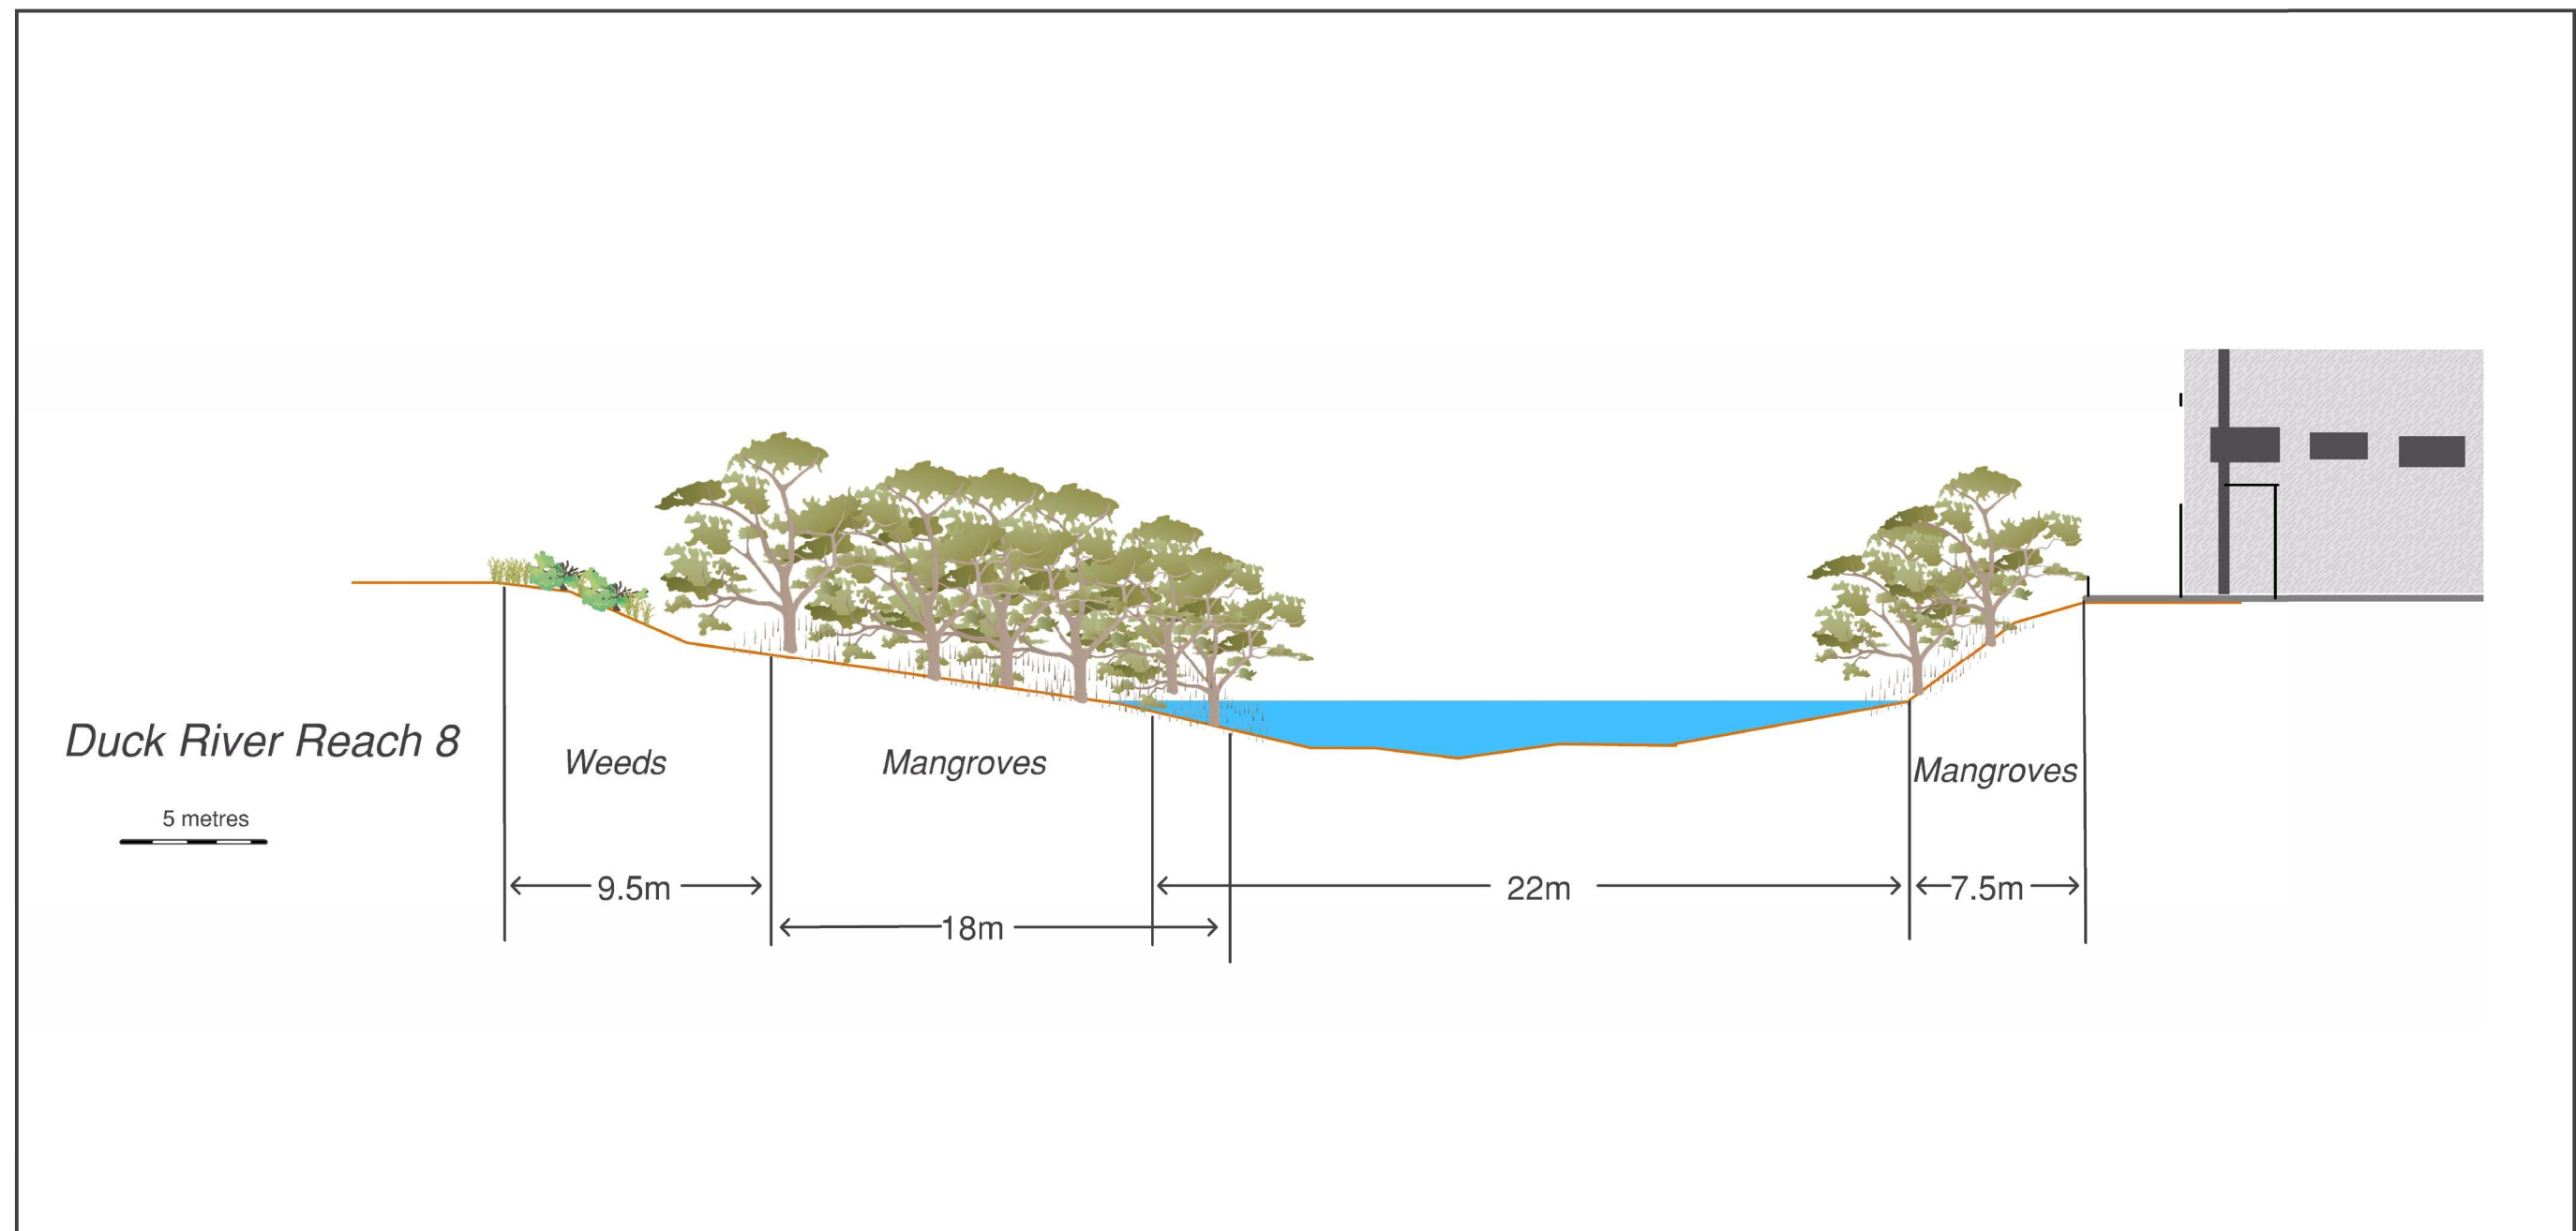 Duck River Reach 8
5 metres
Weeds
Mangroves
Mangroves
9.5m
18m
22m
7.5m